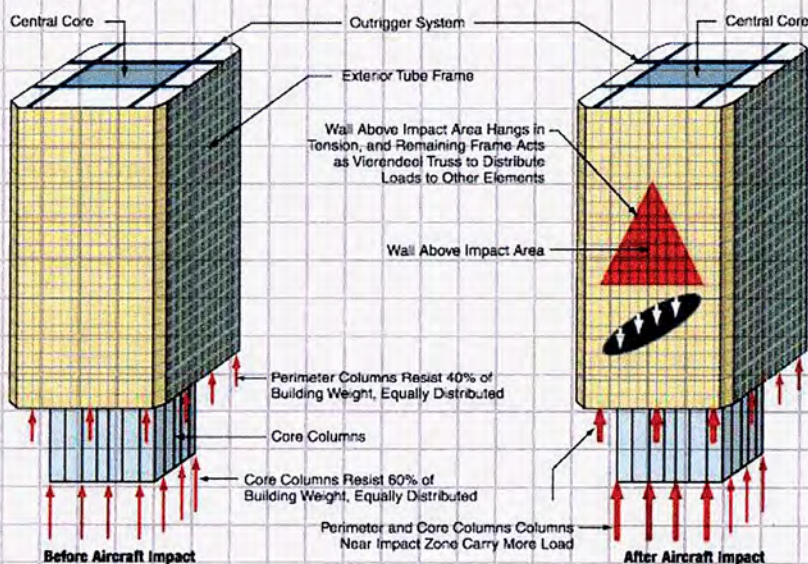 Central Core
Outrigger System
Central Core
Exterior Tube Frame
Wall Above Impact Area Hangs in
Tension, and Remaining Frame Acts
as Vierendeel Truss to Distribute
Loads to Other Elements
Wall Above Impact Area
Perimeter Columns Resist 40% of
Building Weight, Equally Distributed
Core Columns
Core Columns Resist 60% of
Building Weight, Equally Distributed
Perimeter and Core Columns Columns
Near Impact Zone Carry More Load
Before Aircraft Impact
After Aircraft Impact